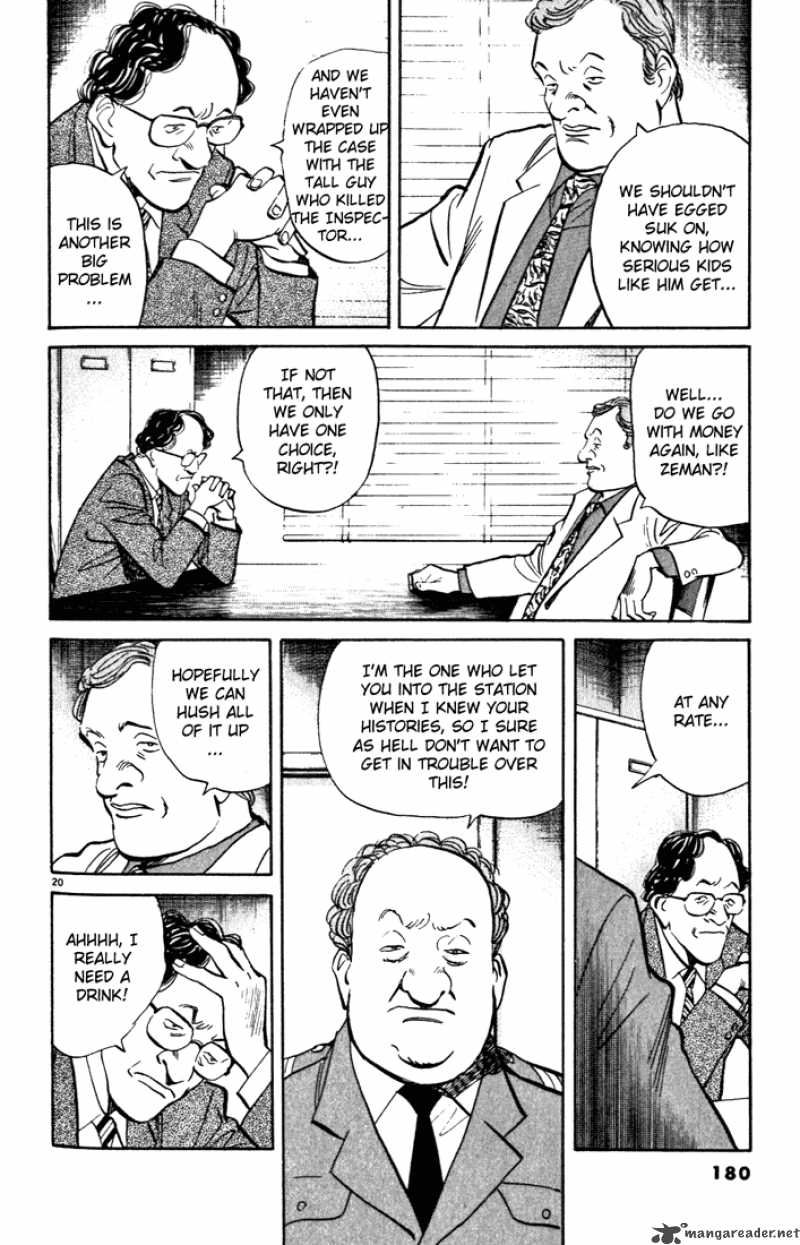 WE SHOULDN'T
HAVE EGGED
SUK ON,
KNOWING HOW
SERIOUS KIDS
LIKE HIM GET...
AND WE
HAVEN'T
EVEN
WRAPPED UP
THE CASE
WITH THE
TALL GUY
WHO KILLED
THE INSPEC-
TOR...
THIS IS
ANOTHER
BIG
PROBLEM
...
WELL...
DO WE GO
WITH MONEY
AGAIN, LIKE
ZEMAN?!
IF NOT
THAT, THEN
WE ONLY
HAVE ONE
CHOICE,
RIGHT?!
AT ANY
RATE...
I'M THE ONE WHO LET
YOU INTO THE STATION
WHEN I KNEW YOUR
HISTORIES, SO I SURE
AS HELL DON'T WANT TO
GET IN TROUBLE OVER
THIS!
HOPEFULLY
WE CAN
HUSH ALL
OF IT UP
...
20
AHHHH, I
REALLY
NEED A
DRINK!
180
mangareader.net